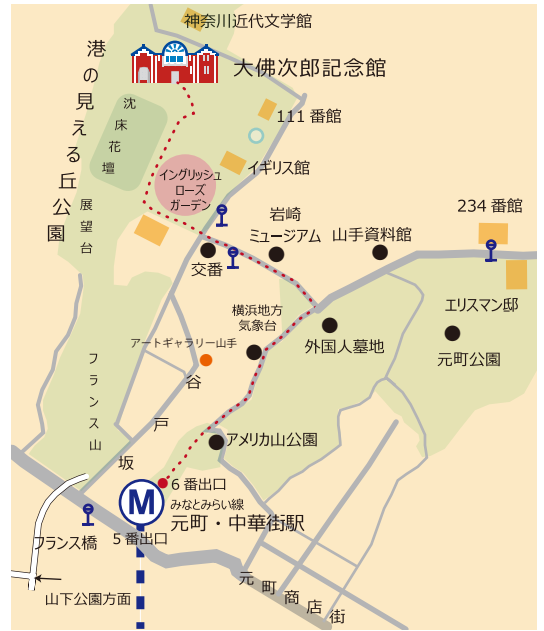 神奈川近代文学館
大佛次郎記念館
港の見える丘公園
沈床花壇
111番館
イギリス館
イングリッシュ
ローズ
ガーデン
展望台
岩崎
ミュージアム
山手資料館
234番館
交番
横浜地方
気象台
エリスマン邸
アートギャラリー山手
外国人墓地
元町公園
フランス山
谷戸坂
アメリカ山公園
6番出口
M
みなとみらい線
元町・中華街駅
フランス橋
5番出口
山下公園方面
元町商店街